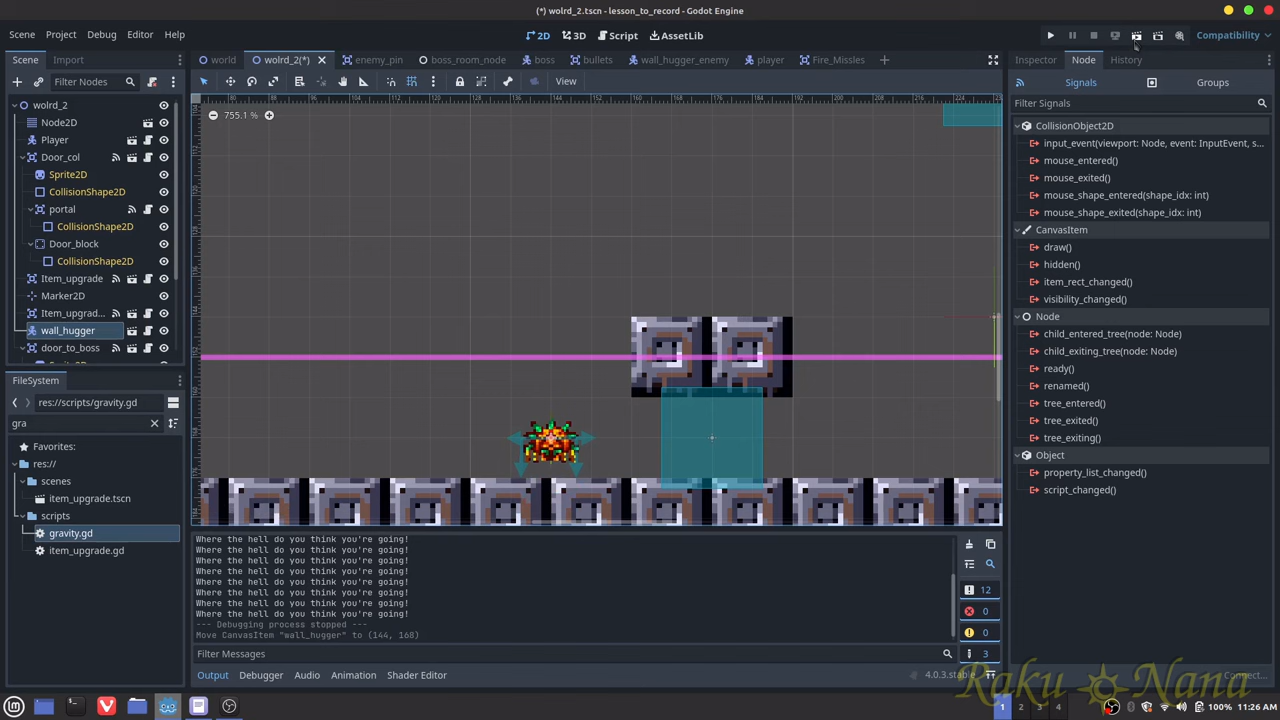 (*) wolrd_2.tscn - lesson_to_record - Godot Engine
Scene Project Debug Editor Help
2D 3D Script AssetLib
Compatibility
Scene Import
world wolrd_2(*) enemy_pin boss_room_node boss bullets wall_hugger_enemy player Fire_Missles
Inspector Node History
Filter Nodes
View
Signals Groups
Filter Signals
755.1 %
wolrd_2
Node2D
Player
Door_col
Sprite2D
CollisionShape2D
portal
CollisionShape2D
Door_block
CollisionShape2D
Item_upgrade
Marker2D
Item_upgrad...
wall_hugger
door_to_boss
CollisionObject2D
input_event(viewport: Node, event: InputEvent, s...
mouse_entered()
mouse_exited()
mouse_shape_entered(shape_idx: int)
mouse_shape_exited(shape_idx: int)
CanvasItem
draw()
hidden()
item_rect_changed()
visibility_changed()
Node
child_entered_tree(node: Node)
child_exiting_tree(node: Node)
ready()
renamed()
tree_entered()
tree_exited()
tree_exiting()
Object
property_list_changed()
script_changed()
FileSystem
res://scripts/gravity.gd
gra
Favorites:
res://
scenes
item_upgrade.tscn
scripts
gravity.gd
item_upgrade.gd
Where the hell do you think you're going!
Where the hell do you think you're going!
Where the hell do you think you're going!
Where the hell do you think you're going!
Where the hell do you think you're going!
Where the hell do you think you're going!
Where the hell do you think you're going!
Where the hell do you think you're going!
--- Debugging process stopped ---
Move CanvasItem "wall_hugger" to (144, 168)
12
0
0
3
Filter Messages
Output Debugger Audio Animation Shader Editor
4.0.3.stable
Connect...
Raku Nana
1 2 3 4
100% 11:26 AM